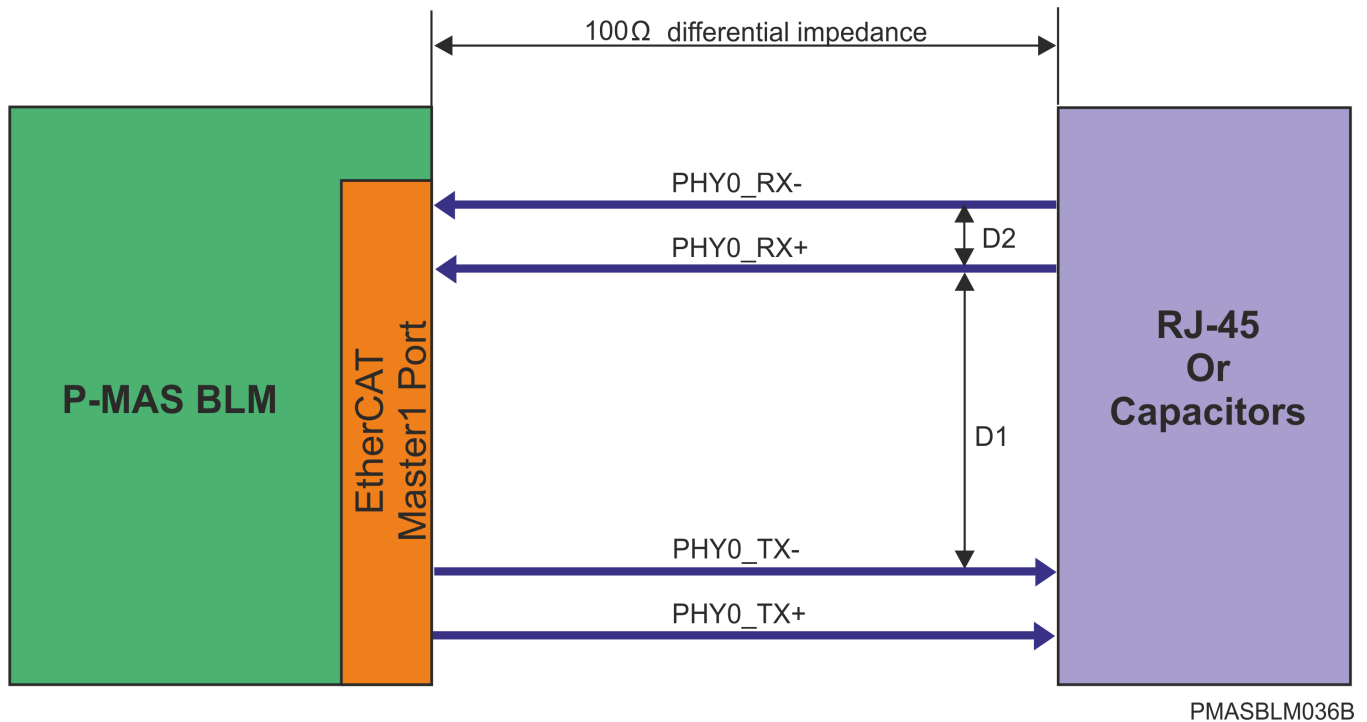 100Ω differential impedance
PHY0_RX-
D2
PHY0_RX+
P-MAS BLM
EtherCAT
Master1 Port
RJ-45
Or
Capacitors
D1
PHY0_TX-
PHY0_TX+
PMASBLM036B